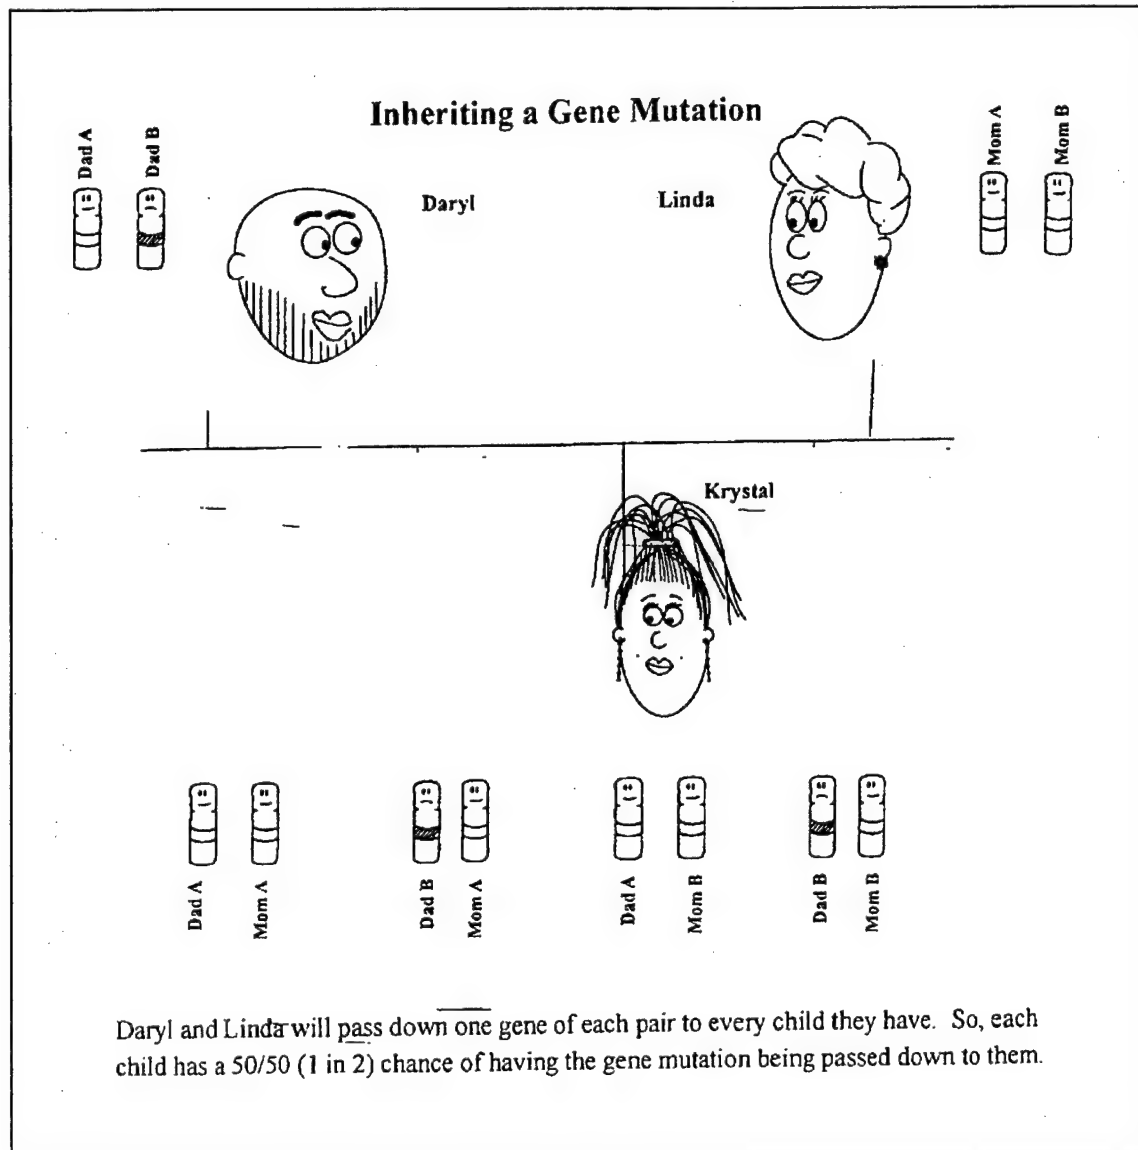 Inheriting a Gene Mutation
Dad A
Dad B
Daryl
Linda
Mom A
Mom B
Krystal
Dad A
Mom A
Dad B
Mom A
Dad A
Mom B
Dad B
Mom B
Daryl and Linda will pass down one gene of each pair to every child they have. So, each
child has a 50/50 (1 in 2) chance of having the gene mutation being passed down to them.